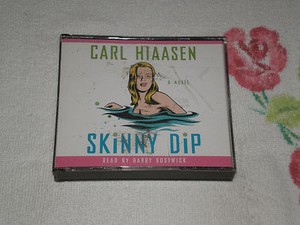 CARL HIAASEN
A NOVEL
SKiNNY DiP
READ BY BARRY BOSTWICK